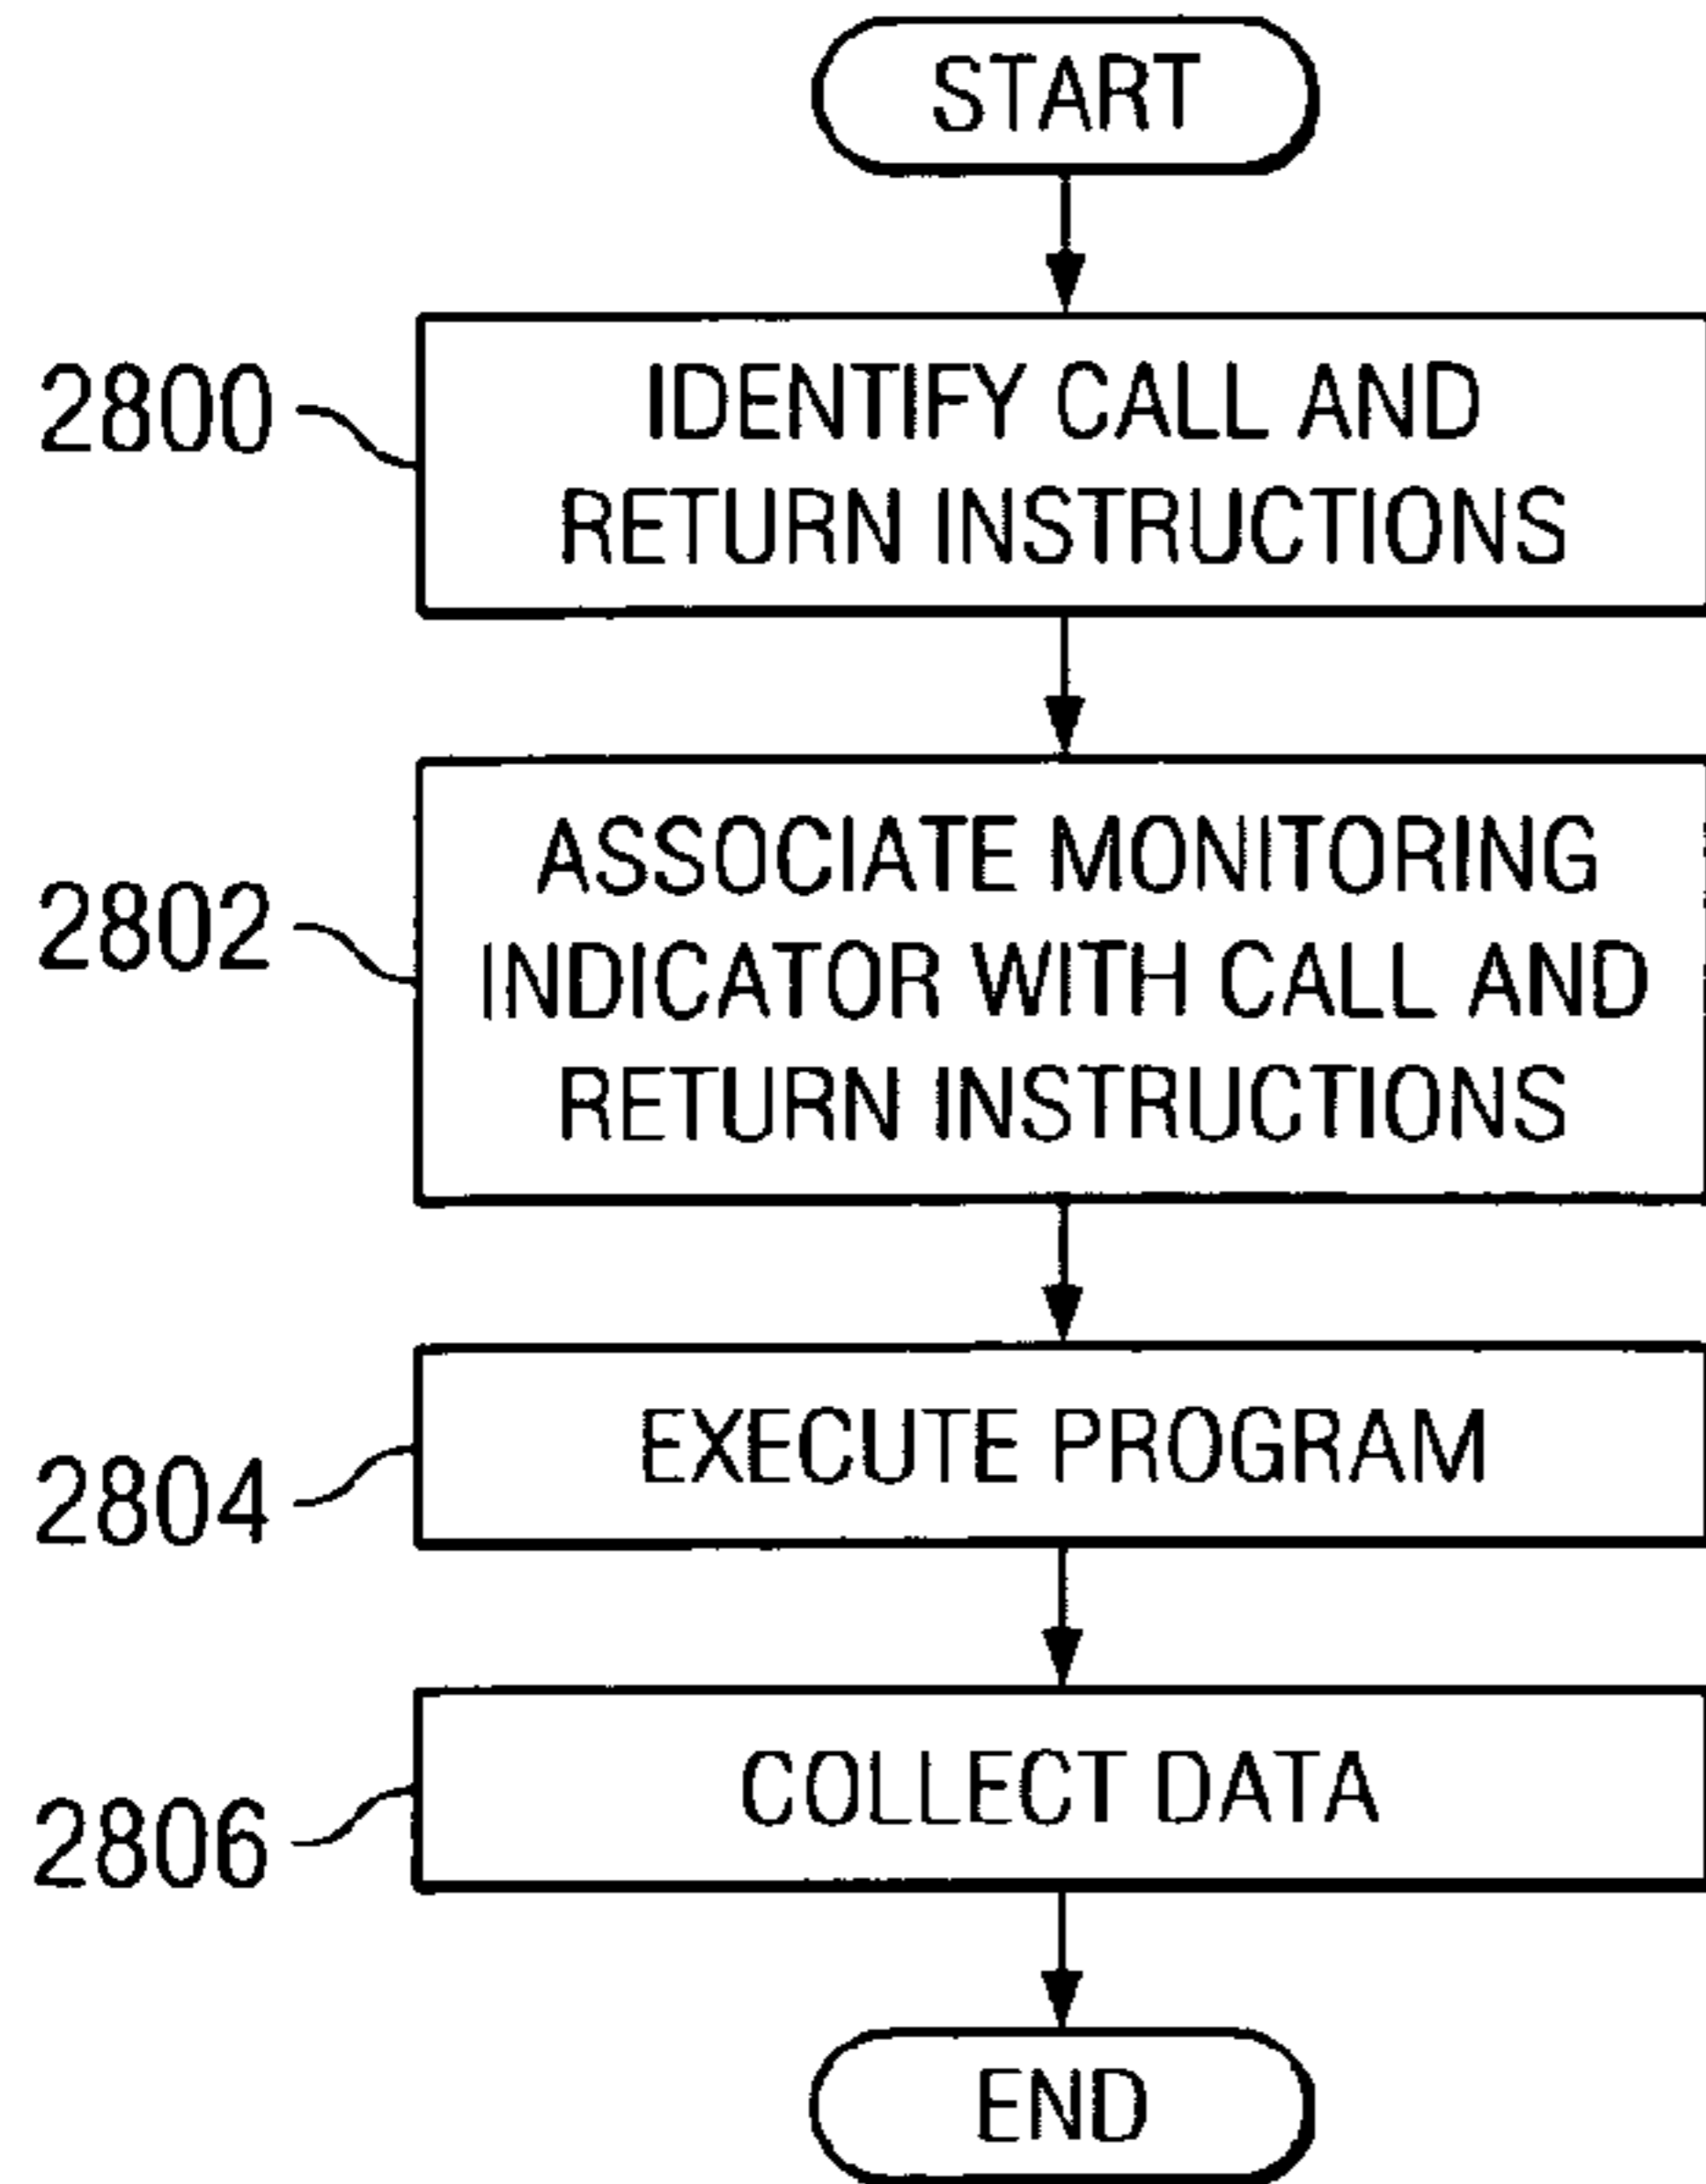 START
2800
IDENTIFY CALL AND
RETURN INSTRUCTIONS
2802
ASSOCIATE MONITORING
INDICATOR WITH CALL AND
RETURN INSTRUCTIONS
2804
EXECUTE PROGRAM
2806
COLLECT DATA
END